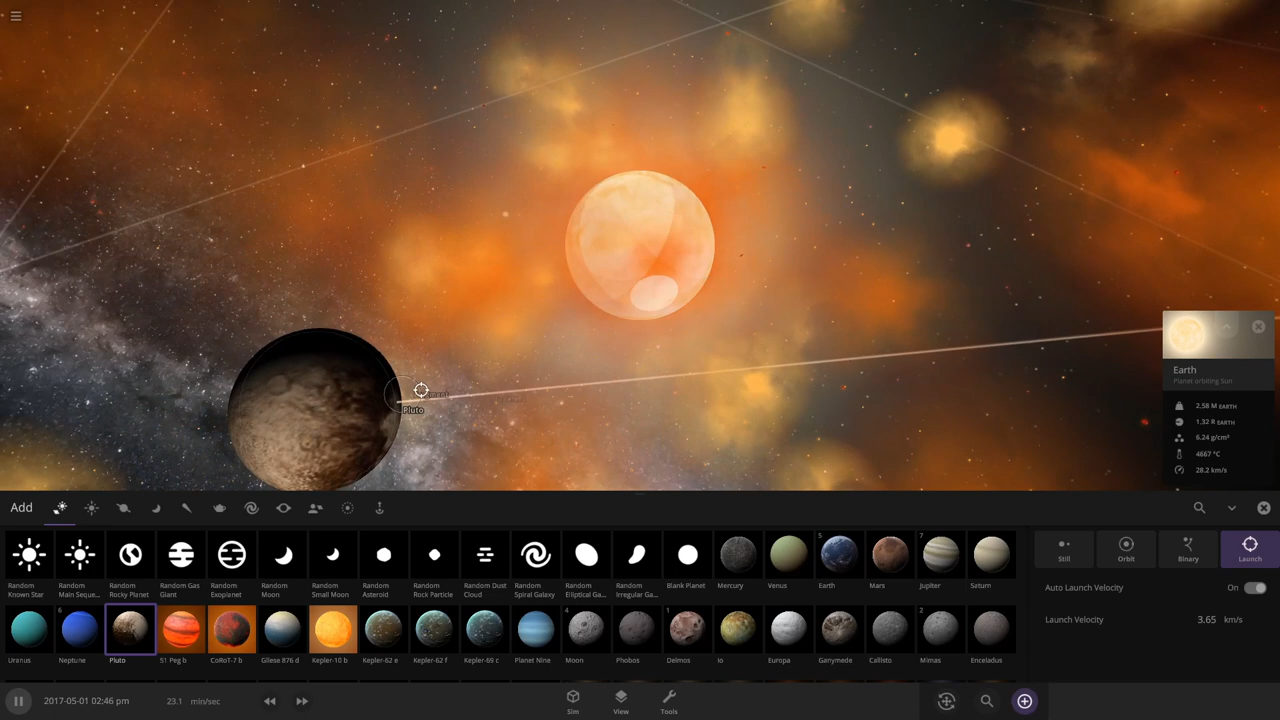 Pluto
Earth
Planet orbiting Sun
2.58 M EARTH
1.32 R EARTH
6.24 g/cm³
4667 °C
28.2 km/s
Add
Random Known Star
Random Main Seque...
Random Rocky Planet
Random Gas Giant
Random Exoplanet
Random Moon
Random Small Moon
Random Asteroid
Random Rock Particle
Random Dust Cloud
Random Spiral Galaxy
Random Elliptical Ga...
Random Irregular Ga...
Blank Planet
Mercury
Venus
5
Earth
Mars
7
Jupiter
Saturn
Still
Orbit
Binary
Launch
Auto Launch Velocity
On
Launch Velocity
3.65 km/s
Uranus
6
Neptune
Pluto
51 Peg b
CoRoT-7 b
Gliese 876 d
Kepler-10 b
Kepler-62 e
Kepler-62 f
Kepler-69 c
Planet Nine
4
Moon
Phobos
1
Deimos
Io
Europa
Ganymede
Callisto
2
Mimas
Enceladus
2017-05-01 02:46 pm
23.1 min/sec
Sim
View
Tools